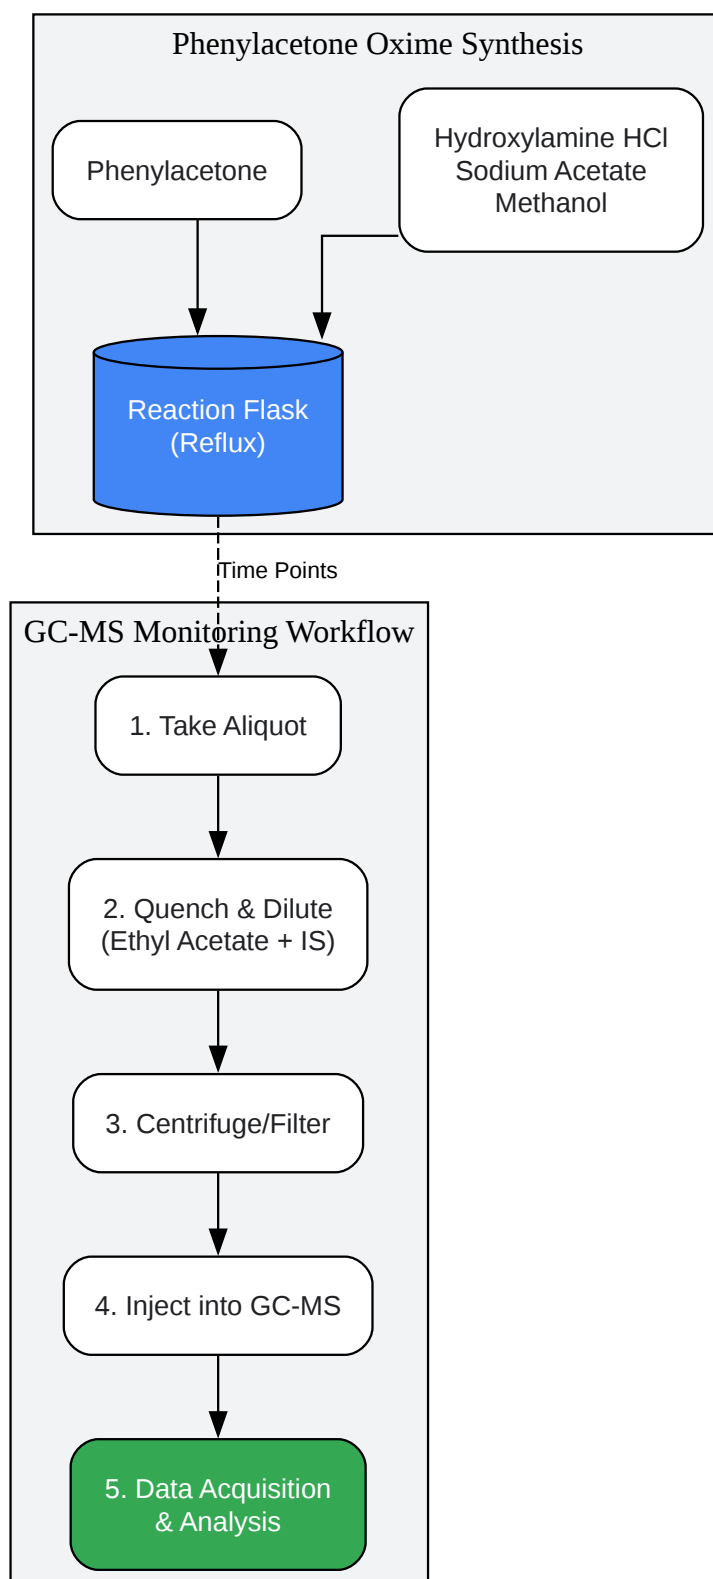 Phenylacetone Oxime Synthesis
Phenylacetone
Hydroxylamine HCl
Sodium Acetate
Methanol
Reaction Flask
(Reflux)
Time Points
GC-MS Monitoring Workflow
1. Take Aliquot
2. Quench & Dilute
(Ethyl Acetate + IS)
3. Centrifuge/Filter
4. Inject into GC-MS
5. Data Acquisition
& Analysis